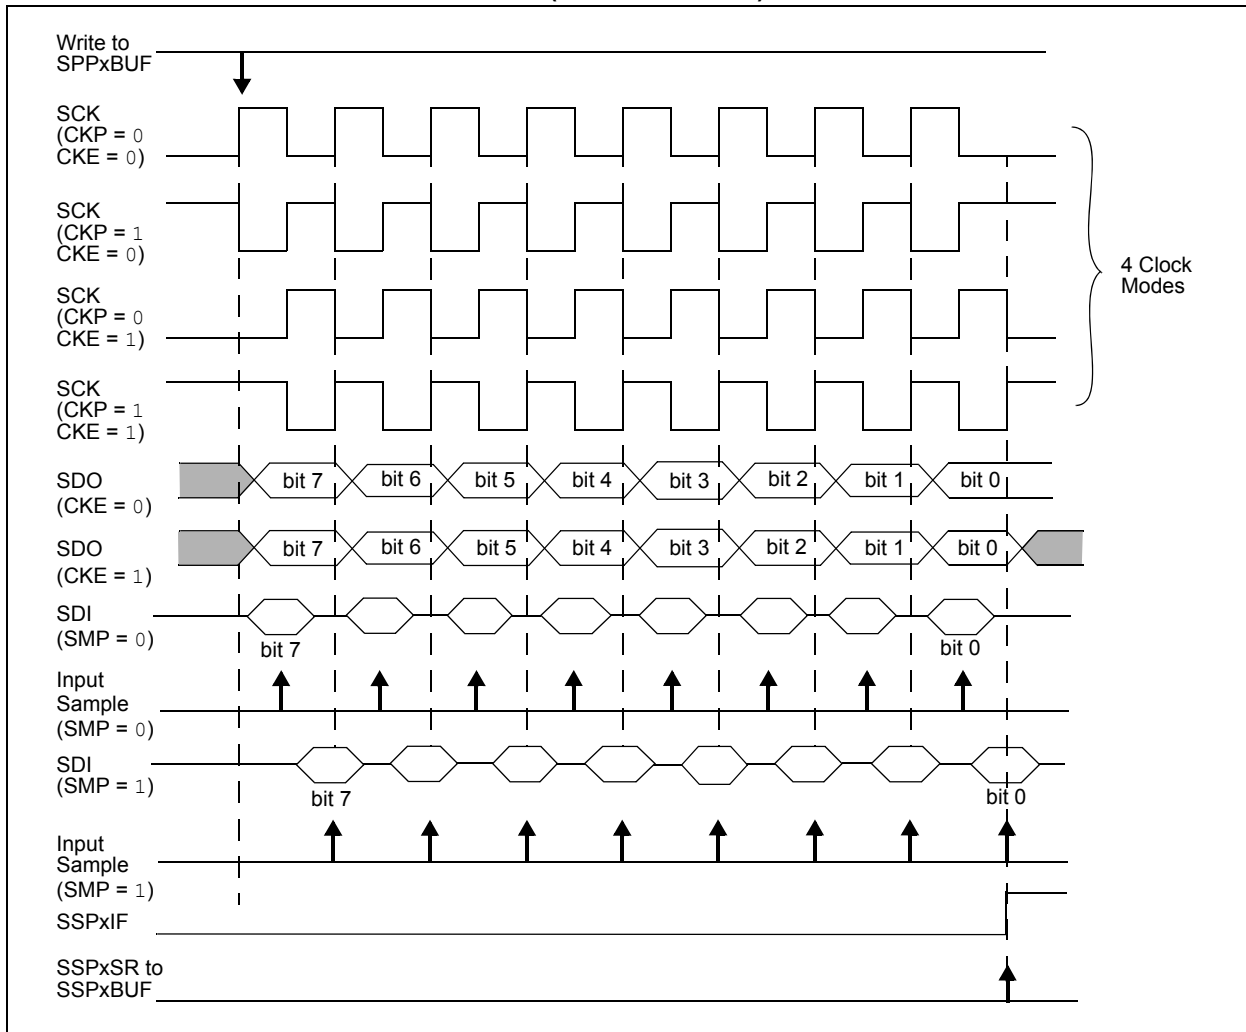 Write to
SPPxBUF
SCK
(CKP = 0
CKE = 0)
SCK
(CKP = 1
CKE = 0)
SCK
(CKP = 0
CKE = 1)
SCK
(CKP = 1
CKE = 1)
4 Clock
Modes
SDO
(CKE = 0)
bit 7 bit 6 bit 5 bit 4 bit 3 bit 2 bit 1 bit 0
SDO
(CKE = 1)
bit 7 bit 6 bit 5 bit 4 bit 3 bit 2 bit 1 bit 0
SDI
(SMP = 0)
bit 7 bit 0
Input
Sample
(SMP = 0)
SDI
(SMP = 1)
bit 7 bit 0
Input
Sample
(SMP = 1)
SSPxIF
SSPxSR to
SSPxBUF